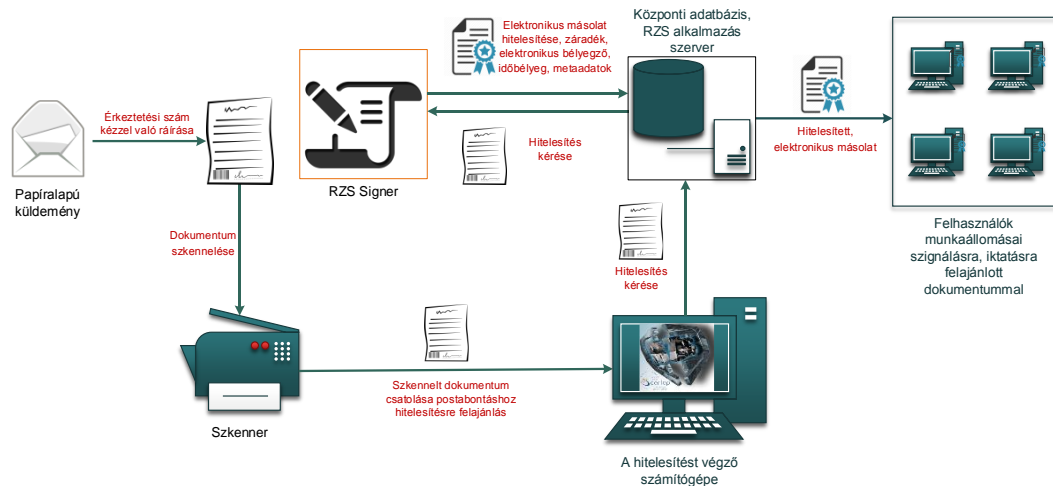 Elektronikus másolat
hitelesítése, záradék,
elektronikus bélyegző,
időbélyeg, metaadatok
Központi adatbázis,
RZS alkalmazás
szerver
Érkeztetési szám
kézzel való ráírása
Hitelesítés
kérése
Hitelesített,
elektronikus másolat
Papíralapú
küldemény
RZS Signer
Dokumentum
szkennelése
Hitelesítés
kérése
Felhasználók
munkaállomásai
szignálásra, iktatásra
felajánlott
dokumentummal
Szkennelt dokumentum
csatolása postabontáshoz
hitelesítésre felajánlás
Szkenner
A hitelesítést végző
számítógépe